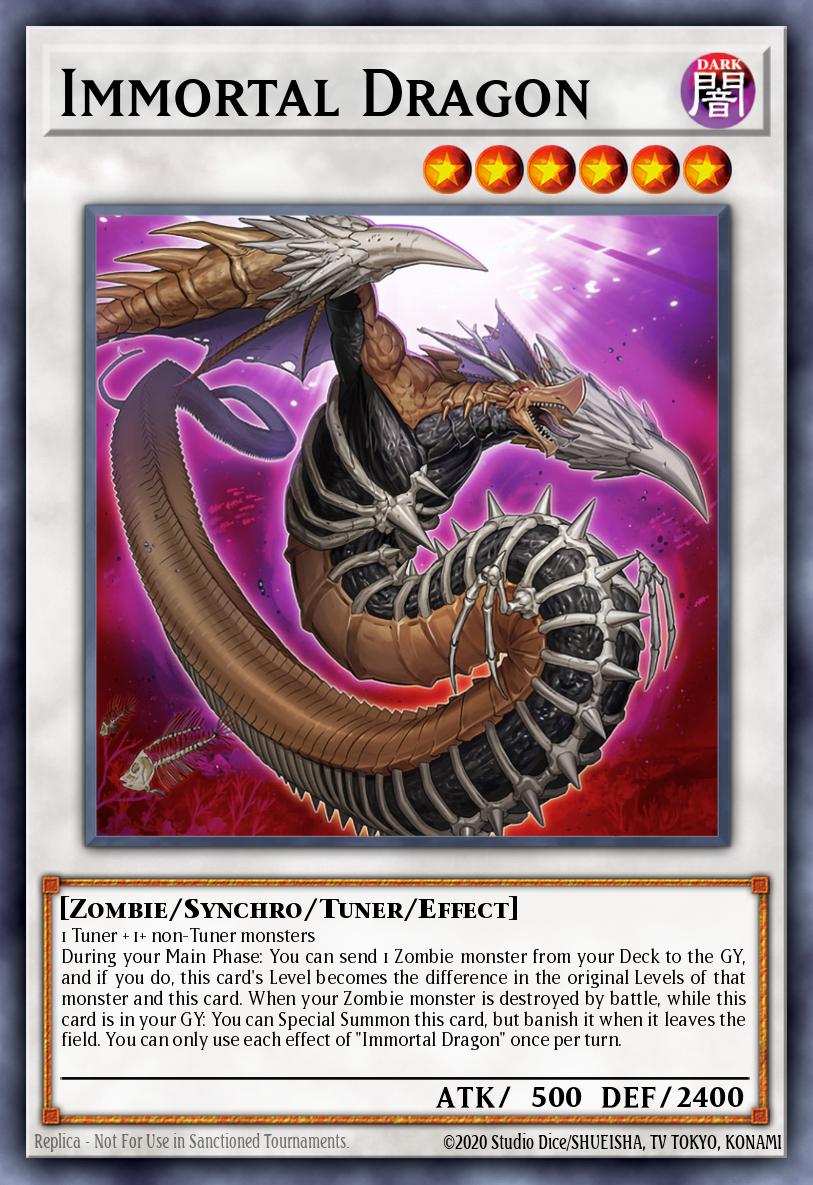 Immortal Dragon
DARK
闇
[Zombie/Synchro/Tuner/Effect]
1 Tuner + 1+ non-Tuner monsters
During your Main Phase: You can send 1 Zombie monster from your Deck to the GY,
and if you do, this card's Level becomes the difference in the original Levels of that
monster and this card. When your Zombie monster is destroyed by battle, while this
card is in your GY: You can Special Summon this card, but banish it when it leaves the
field. You can only use each effect of "Immortal Dragon" once per turn.
ATK/ 500 DEF/2400
Replica - Not For Use in Sanctioned Tournaments.
©2020 Studio Dice/SHUEISHA, TV TOKYO, KONAMI